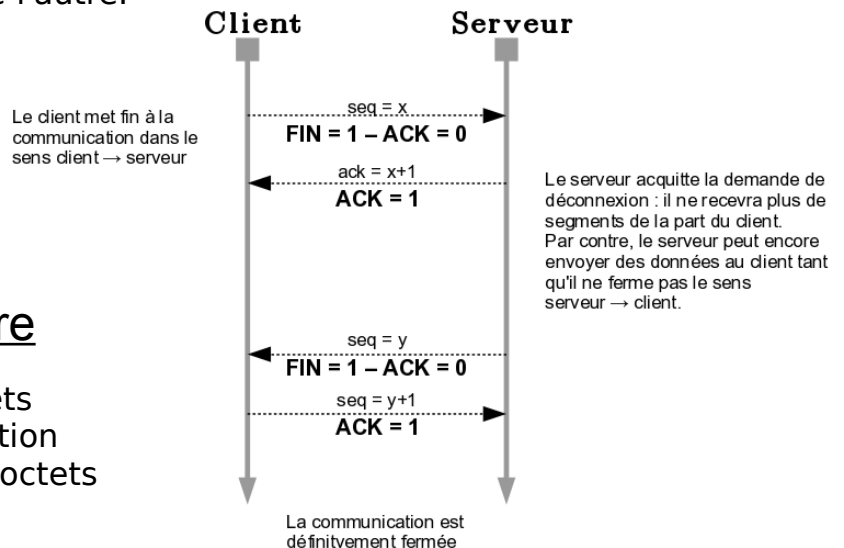 l'autre.
Client
Serveur
seq = x
FIN = 1 – ACK = 0
Le client met fin à la
communication dans le
sens client → serveur
ack = x+1
ACK = 1
Le serveur acquitte la demande de
déconnexion : il ne recevra plus de
segments de la part du client.
Par contre, le serveur peut encore
envoyer des données au client tant
qu'il ne ferme pas le sens
serveur → client.
re
seq = y
FIN = 1 – ACK = 0
ets
tion
octets
seq = y+1
ACK = 1
La communication est
définitvement fermée